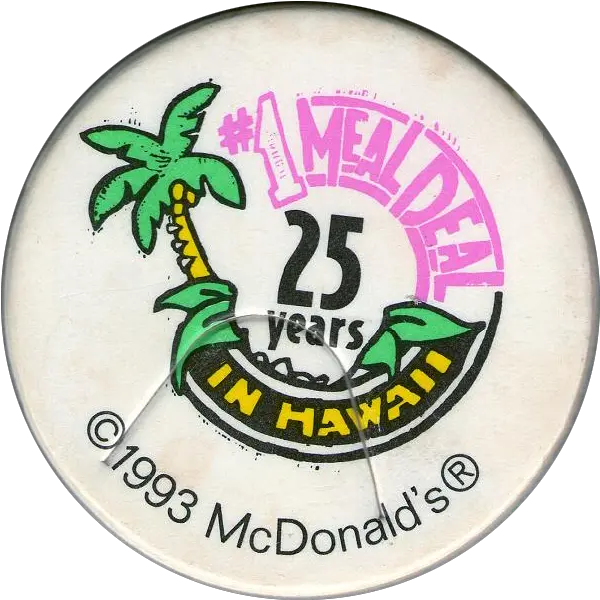 #1 MEAL DEAL
25
years
IN HAWAII
©1993 McDonald's®